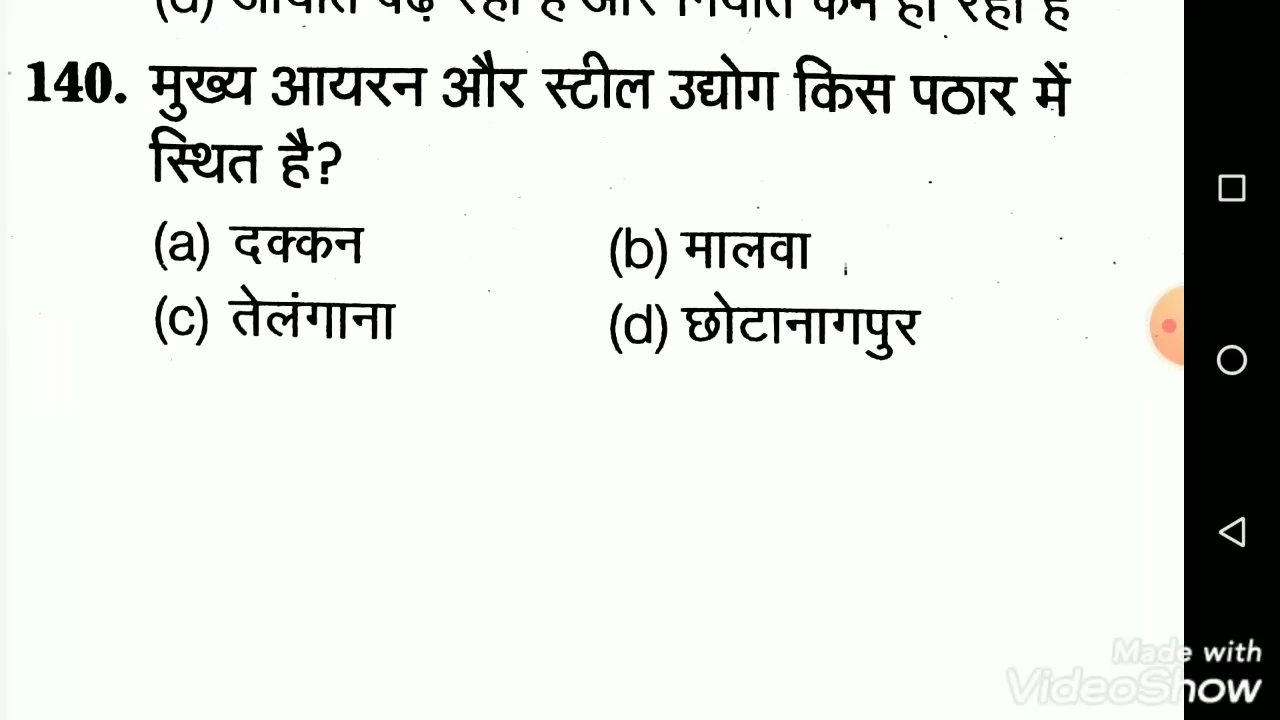 140. मुख्य आयरन और स्टील उद्योग किस पठार में
स्थित है?
(a) दक्कन (b) मालवा
(c) तेलंगाना (d) छोटानागपुर
Made with
VideoShow